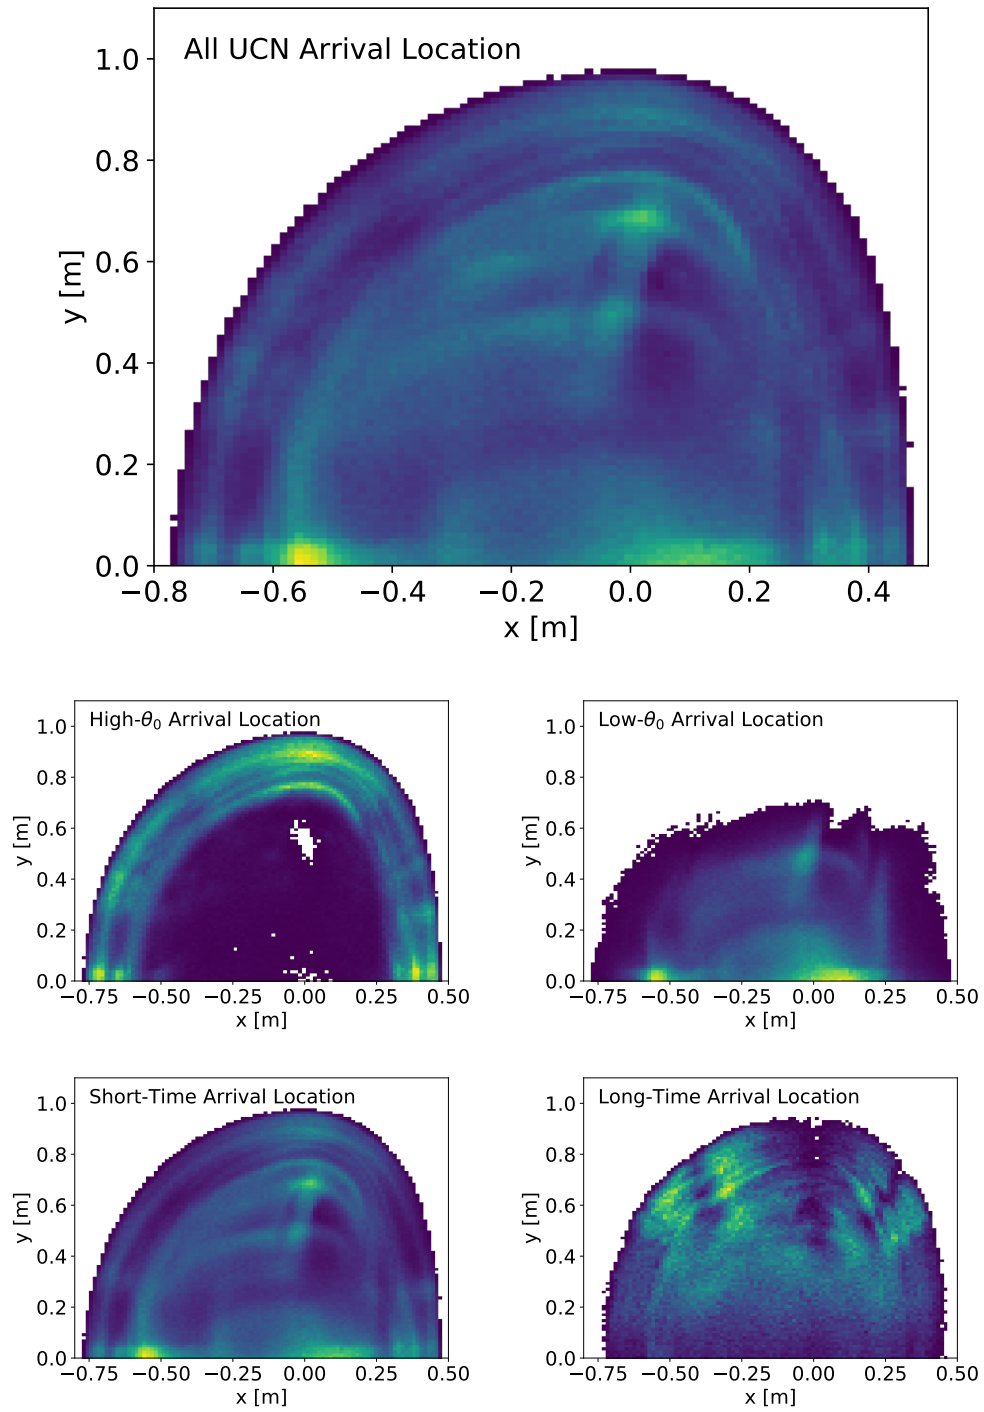 All UCN Arrival Location
1.0
0.8
0.6
0.4
0.2
0.0
y [m]
−0.8 −0.6 −0.4 −0.2 0.0 0.2 0.4
x [m]
High-θ₀ Arrival Location
1.0
0.8
0.6
0.4
0.2
0.0
y [m]
−0.75 −0.50 −0.25 0.00 0.25 0.50
x [m]
Low-θ₀ Arrival Location
1.0
0.8
0.6
0.4
0.2
0.0
y [m]
−0.75 −0.50 −0.25 0.00 0.25 0.50
x [m]
Short-Time Arrival Location
1.0
0.8
0.6
0.4
0.2
0.0
y [m]
−0.75 −0.50 −0.25 0.00 0.25 0.50
x [m]
Long-Time Arrival Location
1.0
0.8
0.6
0.4
0.2
0.0
y [m]
−0.75 −0.50 −0.25 0.00 0.25 0.50
x [m]